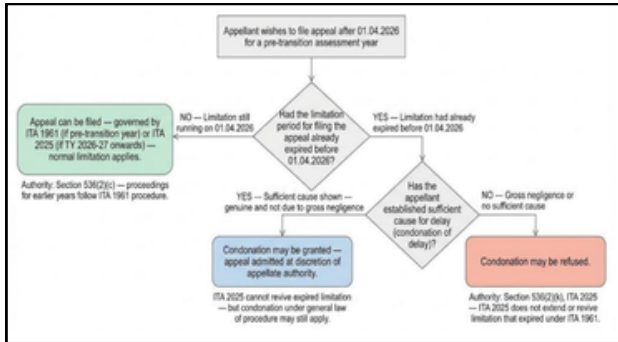 Appellant wishes to file appeal after 01.04.2026
for a pre-transition assessment year
NO — Limitation still
running on 01.04.2026
Had the limitation
period for filing the
appeal already
expired before
01.04.2026?
YES — Limitation had already
expired before 01.04.2026
Appeal can be filed — governed by
ITA 1961 (if pre-transition year) or ITA
2025 (if TY 2026-27 onwards) —
normal limitation applies.
Authority: Section 536(2)(c) — proceedings
for earlier years follow ITA 1961 procedure.
YES — Sufficient cause shown —
genuine and not due to gross negligence
Has the
appellant
established sufficient
cause for delay
(condonation of
delay)?
NO — Gross negligence or
no sufficient cause
Condonation may be granted —
appeal admitted at discretion of
appellate authority.
ITA 2025 cannot revive expired limitation
— but condonation under general law
of procedure may still apply.
Condonation may be refused.
Authority: Section 536(2)(k), ITA 2025
— ITA 2025 does not extend or revive
limitation that expired under ITA 1961.